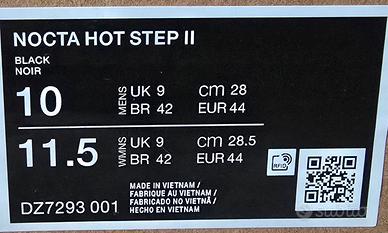 NOCTA HOT STEP II
BLACK
NOIR
10 MENS UK 9 cm 28
BR 42 EUR 44
11.5 WMNS UK 9 cm 28.5
BR 42 EUR 44
RFID
MADE IN VIETNAM /
FABRIQUÉ AU VIETNAM /
FABRICADO NO VIETNÃ /
HECHO EN VIETNAM
DZ7293 001
subito